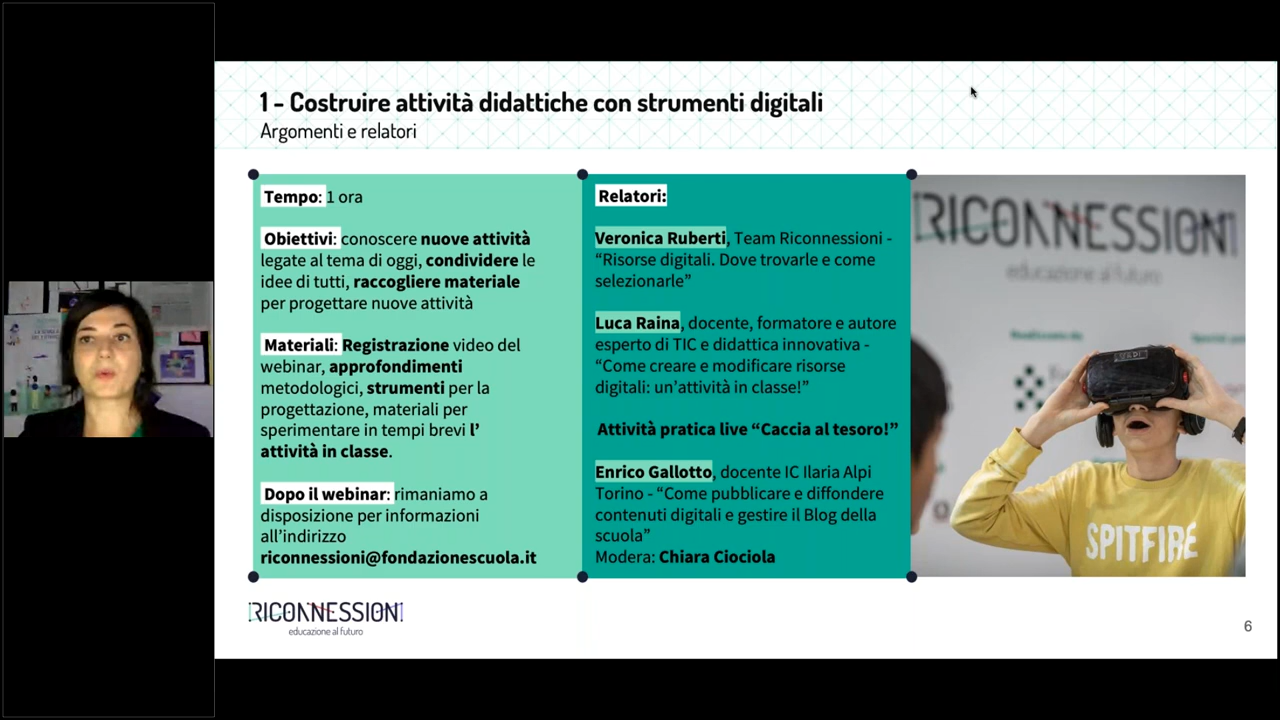 1 - Costruire attività didattiche con strumenti digitali
Argomenti e relatori
Tempo: 1 ora
Obiettivi: conoscere nuove attività
legate al tema di oggi, condividere le
idee di tutti, raccogliere materiale
per progettare nuove attività
Materiali: Registrazione video del
webinar, approfondimenti
metodologici, strumenti per la
progettazione, materiali per
sperimentare in tempi brevi l’
attività in classe.
Dopo il webinar: rimaniamo a
disposizione per informazioni
all’indirizzo
riconnessioni@fondazionescuola.it
Relatori:
Veronica Ruberti, Team Riconnessioni -
“Risorse digitali. Dove trovarle e come
selezionarle”
Luca Raina, docente, formatore e autore
esperto di TIC e didattica innovativa -
“Come creare e modificare risorse
digitali: un’attività in classe!”
Attività pratica live “Caccia al tesoro!”
Enrico Gallotto, docente IC Ilaria Alpi
Torino - “Come pubblicare e diffondere
contenuti digitali e gestire il Blog della
scuola”
Modera: Chiara Ciociola
RICONNESSIONI
educazione al futuro
SPITFIRE
RICONNESSIONI
educazione al futuro
6